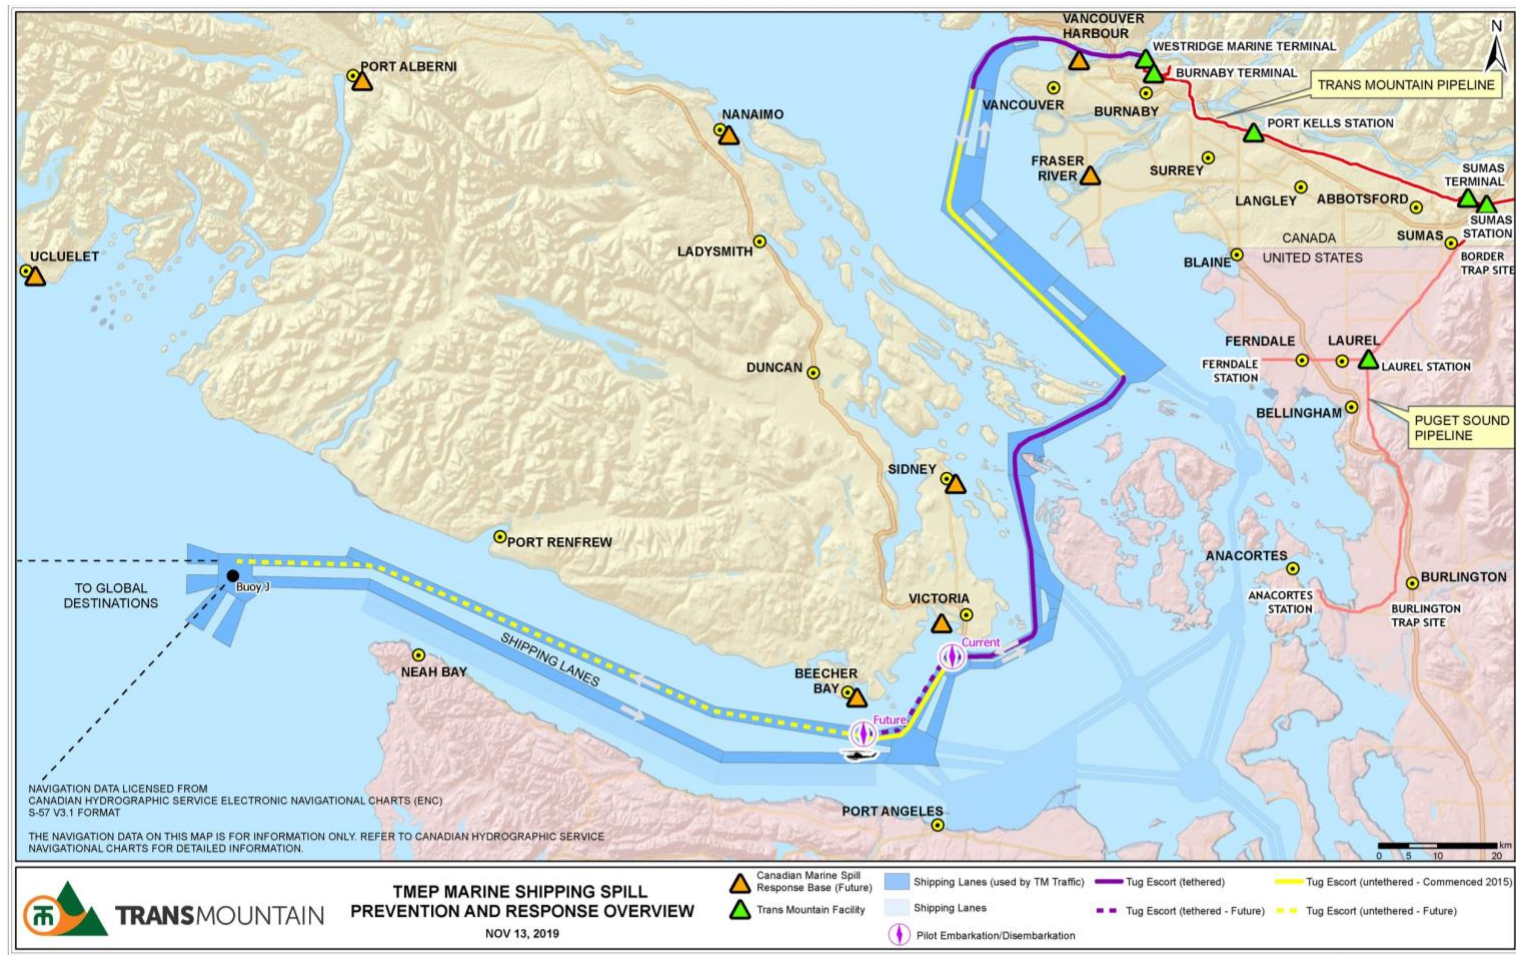 VANCOUVER
HARBOUR
N
WESTRIDGE MARINE TERMINAL
PORT ALBERNI
BURNABY TERMINAL
TRANS MOUNTAIN PIPELINE
VANCOUVER
BURNABY
NANAIMO
PORT KELLS STATION
FRASER
RIVER
SURREY
SUMAS
TERMINAL
LANGLEY
ABBOTSFORD
SUMAS
STATION
CANADA
SUMAS
LADYSMITH
UCLUELET
BLAINE
UNITED STATES
BORDER
TRAP SITE
FERNDALE
LAUREL
DUNCAN
FERNDALE
STATION
LAUREL STATION
BELLINGHAM
PUGET SOUND
PIPELINE
SIDNEY
PORT RENFREW
ANACORTES
BURLINGTON
TO GLOBAL
DESTINATIONS
Buoy J
ANACORTES
STATION
BURLINGTON
TRAP SITE
VICTORIA
Current
SHIPPING LANES
NEAH BAY
BEECHER
BAY
Future
NAVIGATION DATA LICENSED FROM
CANADIAN HYDROGRAPHIC SERVICE ELECTRONIC NAVIGATIONAL CHARTS (ENC)
S-57 V3.1 FORMAT
PORT ANGELES
THE NAVIGATION DATA ON THIS MAP IS FOR INFORMATION ONLY. REFER TO CANADIAN HYDROGRAPHIC SERVICE
NAVIGATIONAL CHARTS FOR DETAILED INFORMATION.
km
0 5 10 20
TRANSMOUNTAIN
TMEP MARINE SHIPPING SPILL
PREVENTION AND RESPONSE OVERVIEW
NOV 13, 2019
Canadian Marine Spill
Response Base (Future)
Trans Mountain Facility
Shipping Lanes (used by TM Traffic)
Shipping Lanes
Pilot Embarkation/Disembarkation
Tug Escort (tethered)
Tug Escort (tethered - Future)
Tug Escort (untethered - Commenced 2015)
Tug Escort (untethered - Future)